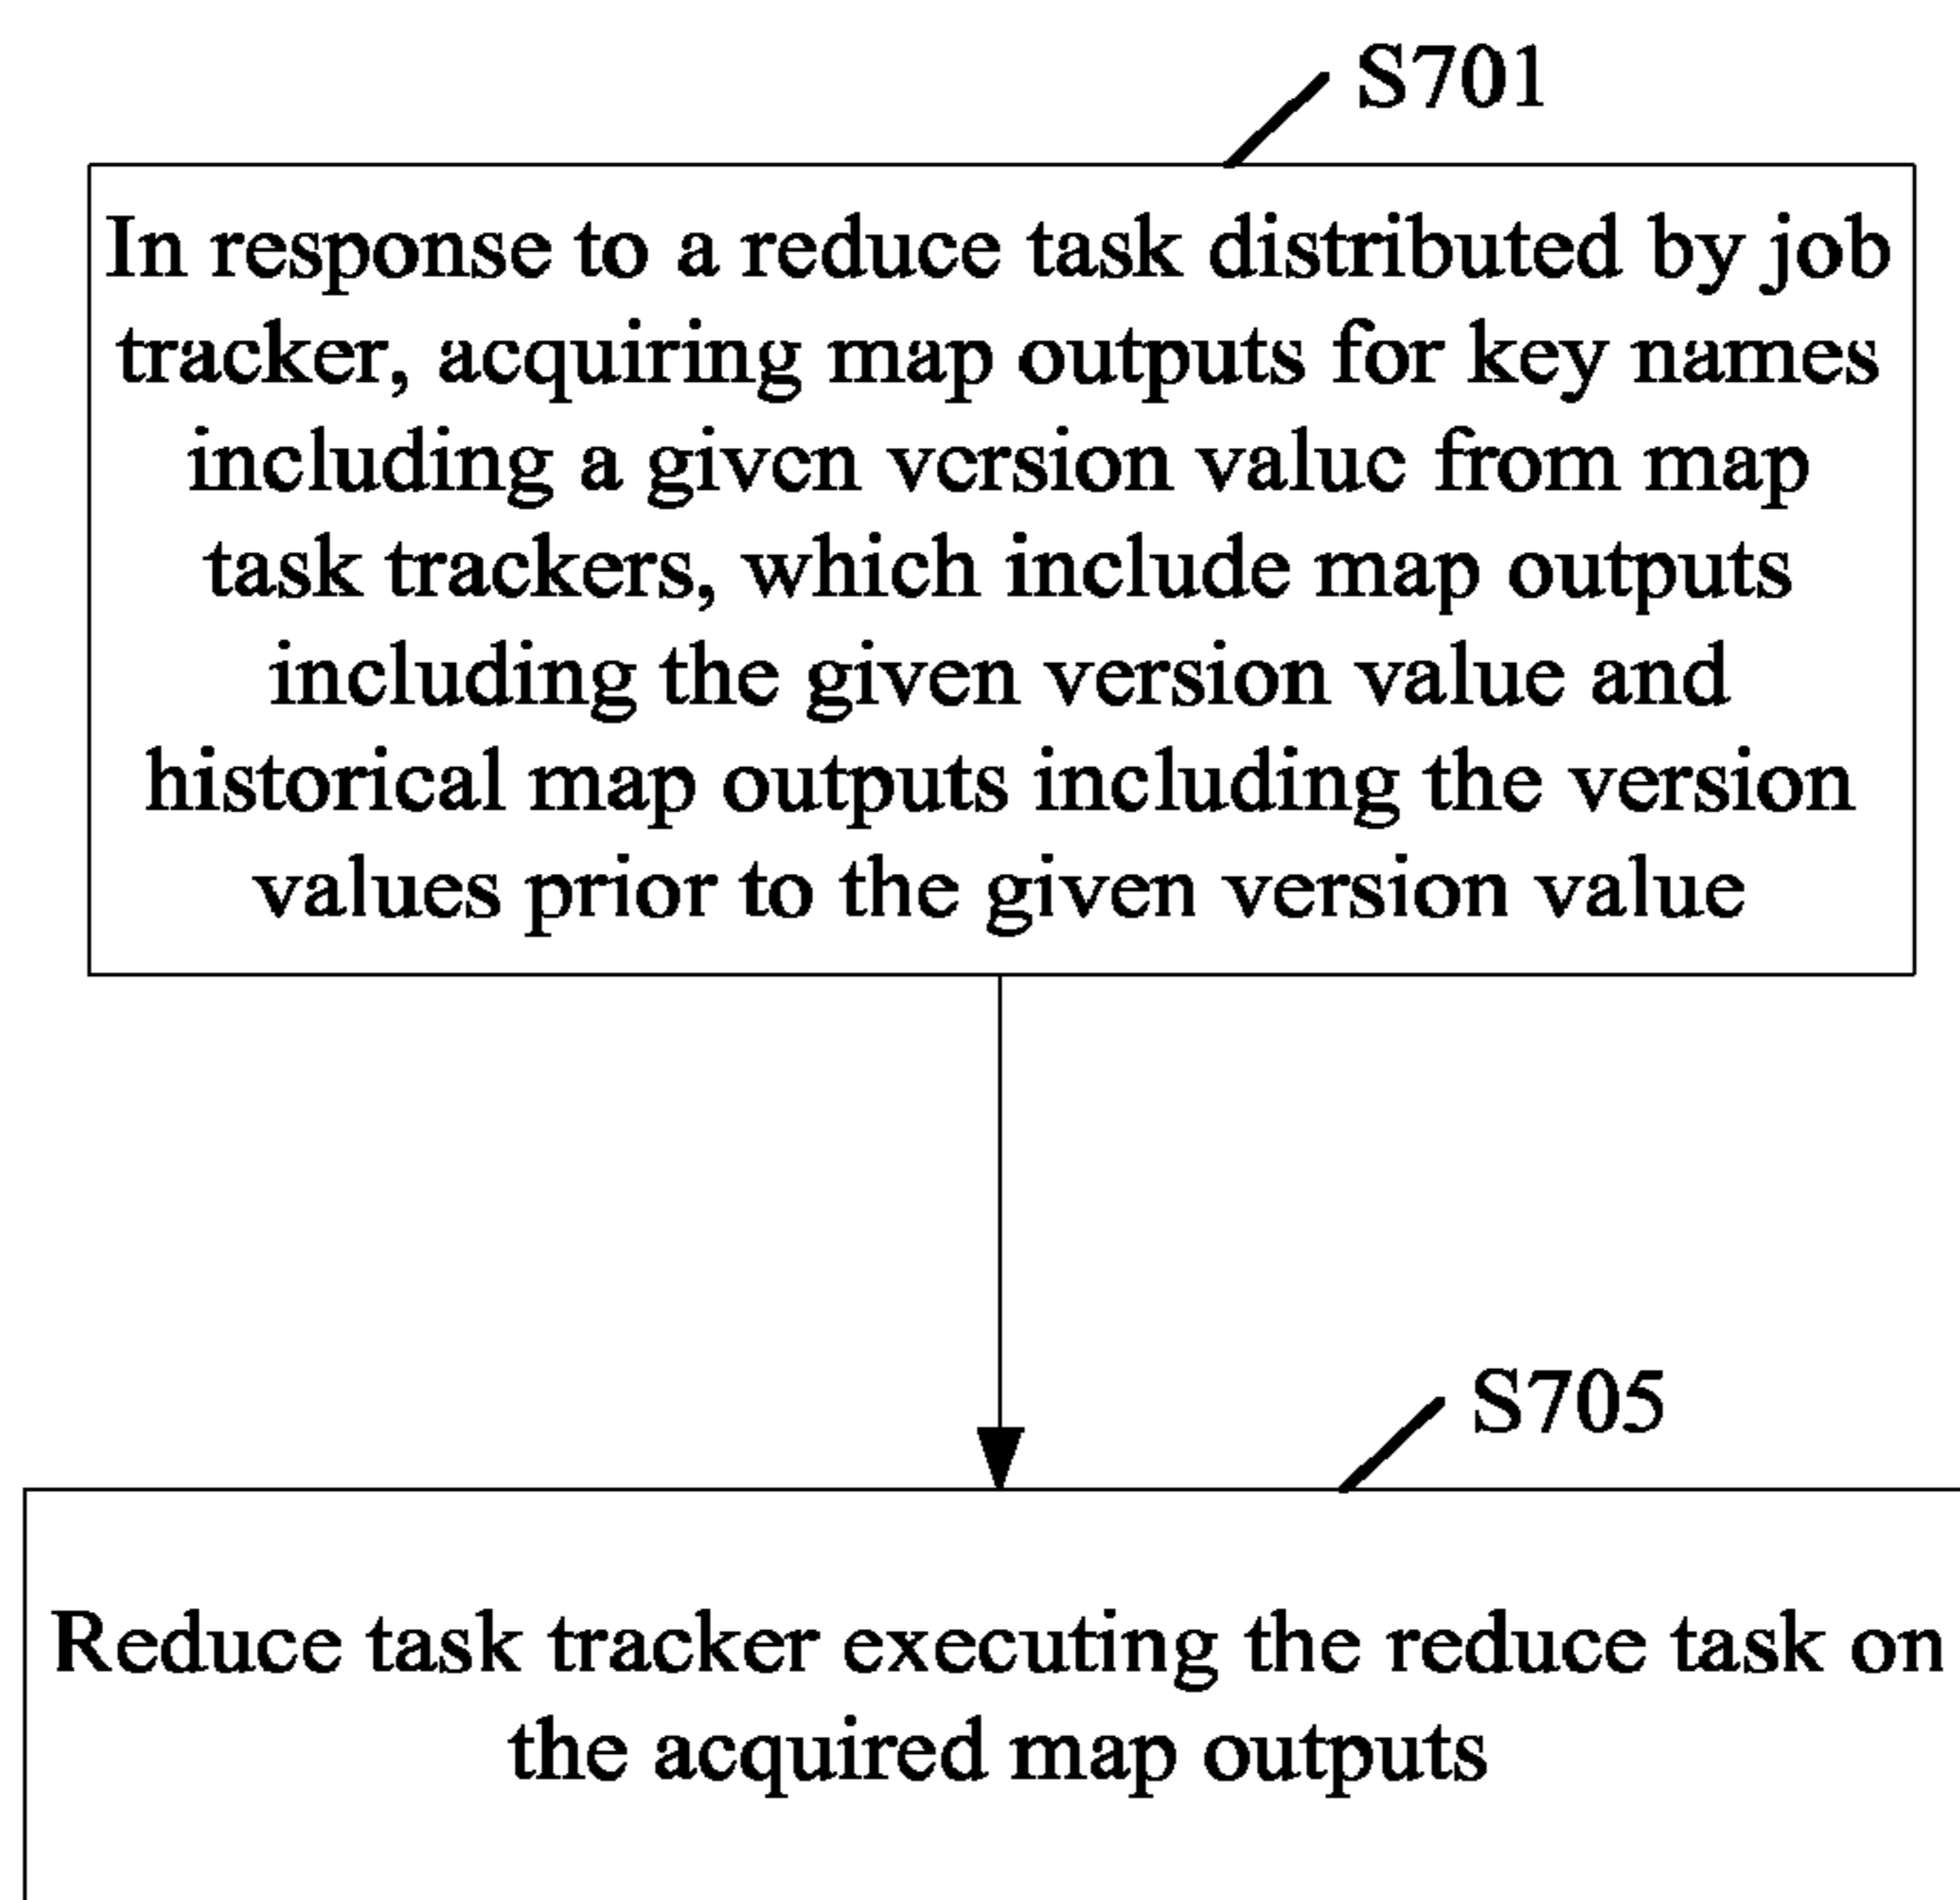 S701
In response to a reduce task distributed by job
tracker, acquiring map outputs for key names
including a given version value from map
task trackers, which include map outputs
including the given version value and
historical map outputs including the version
values prior to the given version value
S705
Reduce task tracker executing the reduce task on
the acquired map outputs